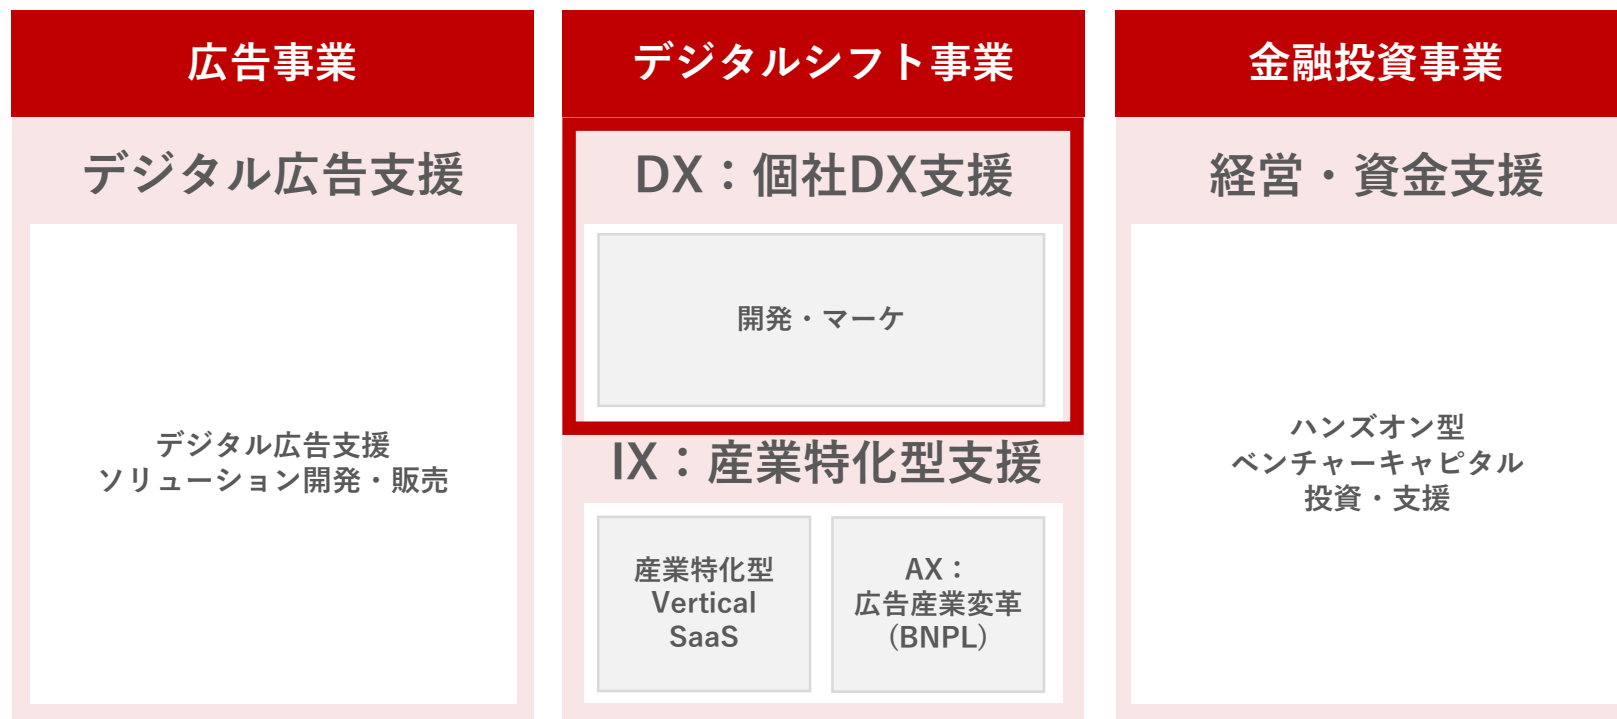 広告事業
デジタル広告支援
デジタル広告支援
ソリューション開発・販売
デジタルシフト事業
DX：個社DX支援
開発・マーケ
IX：産業特化型支援
産業特化型
Vertical
SaaS
AX：
広告産業変革
(BNPL)
金融投資事業
経営・資金支援
ハンズオン型
ベンチャーキャピタル
投資・支援